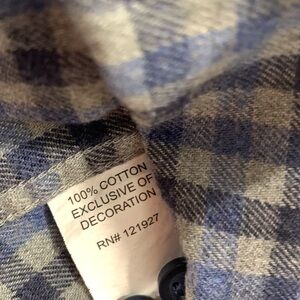 100% COTTON
EXCLUSIVE OF
DECORATION
RN# 121927